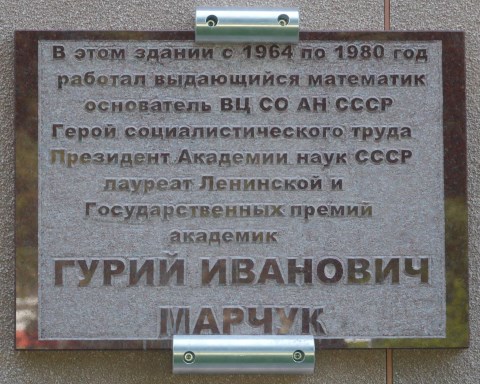 В этом здании с 1964 по 1980 год
работал выдающийся математик
основатель ВЦ СО АН СССР
Герой социалистического труда
Президент Академии наук СССР
лауреат Ленинской и
Государственных премий
академик
ГУРИЙ ИВАНОВИЧ
МАРЧУК